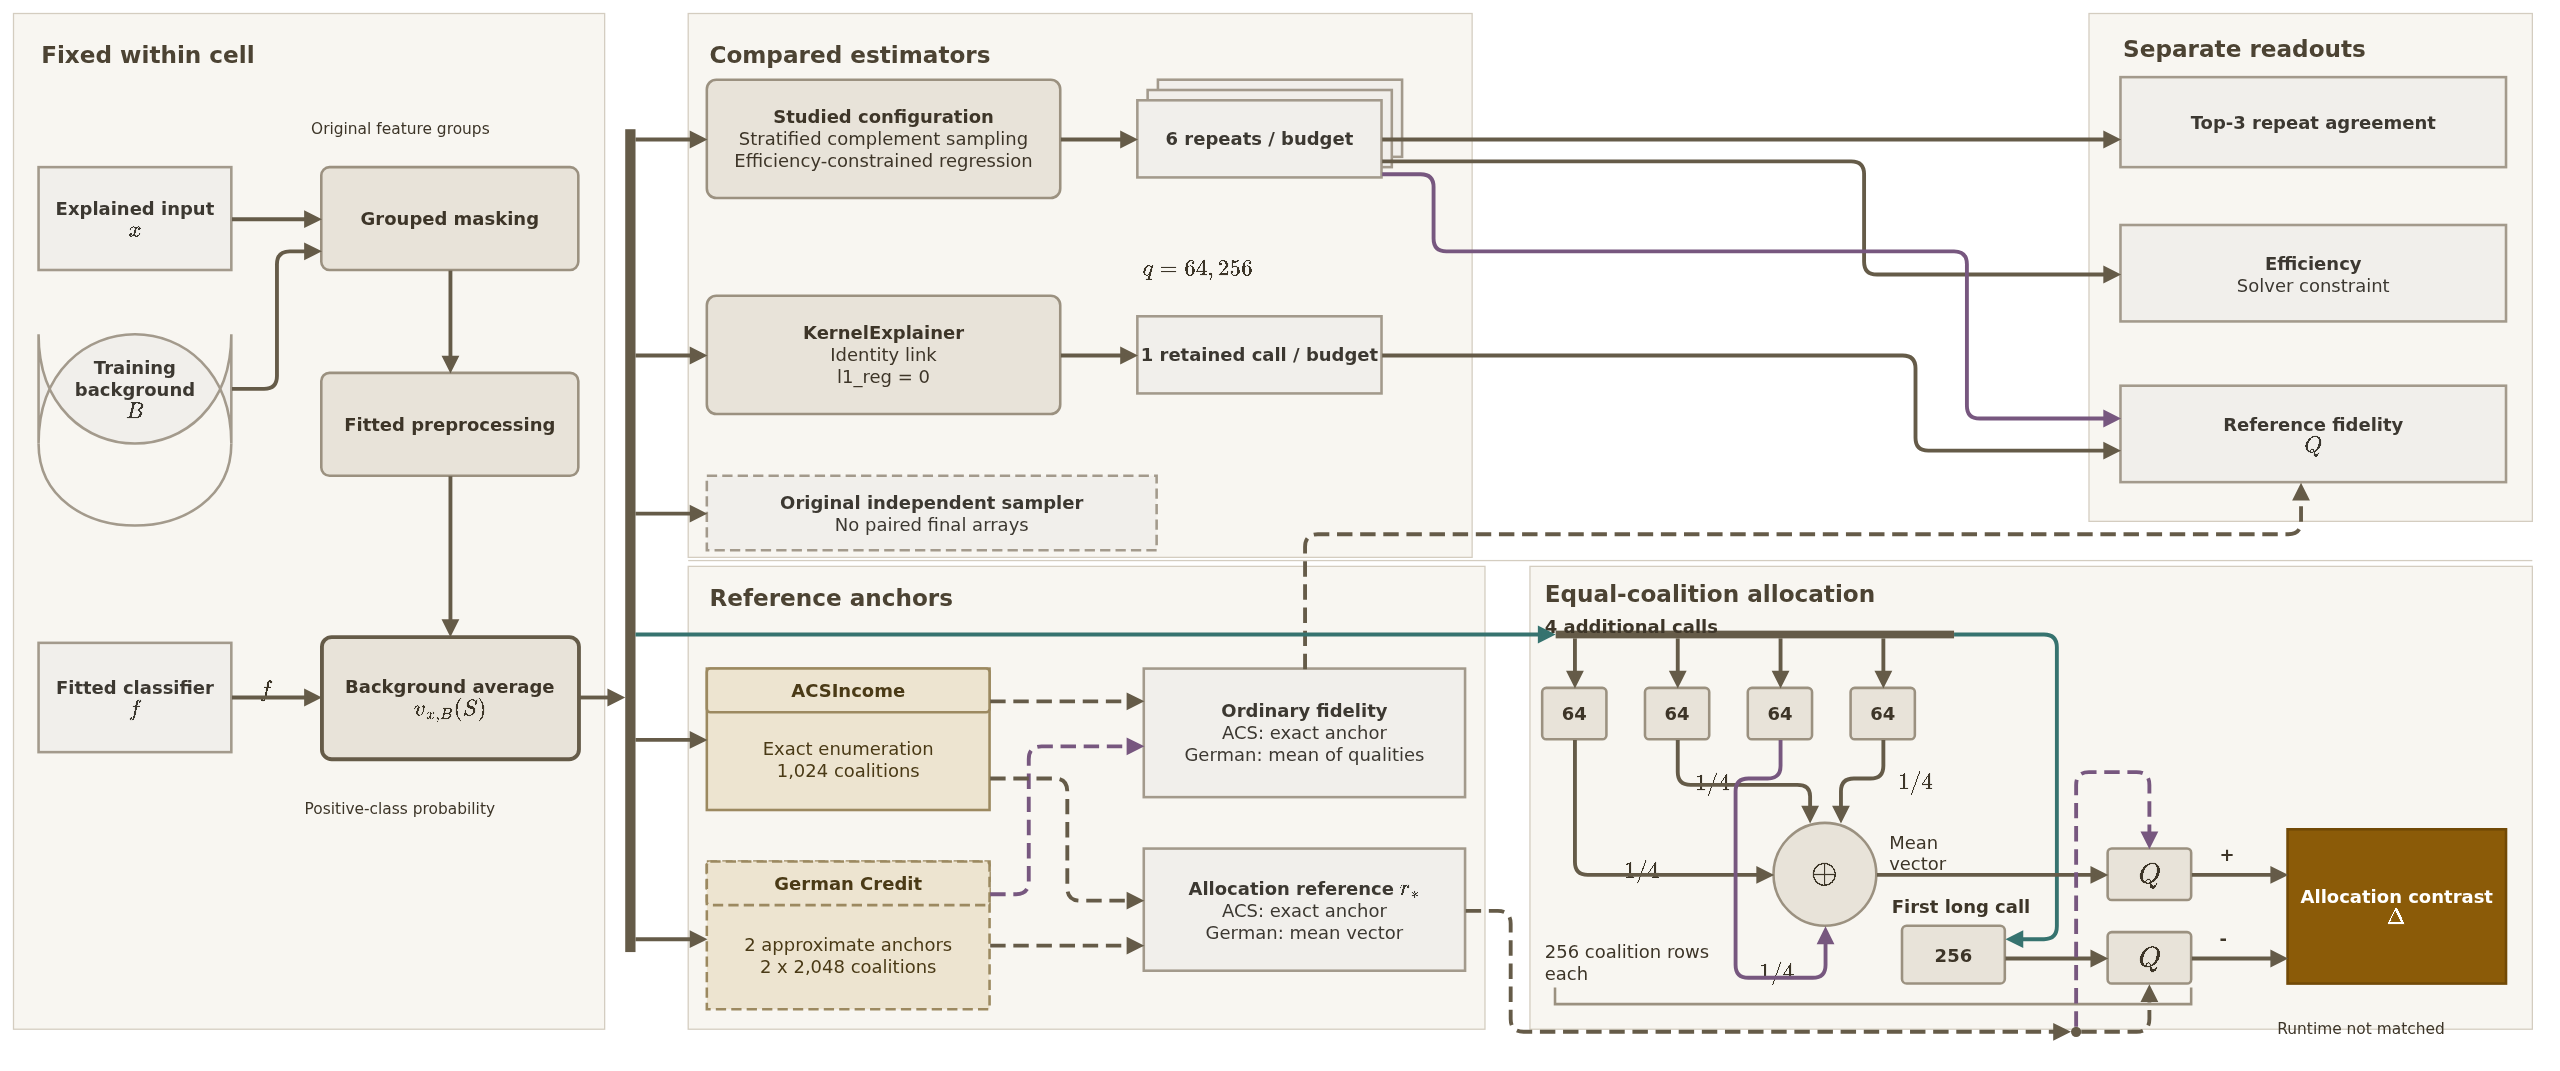 Fixed within cell
Original feature groups
Explained input
x
Grouped masking
Training
background
B
Fitted preprocessing
Fitted classifier
f
f
Background average
v_{x,B}(S)
Positive-class probability
Compared estimators
Studied configuration
Stratified complement sampling
Efficiency-constrained regression
6 repeats / budget
q = 64, 256
KernelExplainer
Identity link
l1_reg = 0
1 retained call / budget
Original independent sampler
No paired final arrays
Separate readouts
Top-3 repeat agreement
Efficiency
Solver constraint
Reference fidelity
Q
Reference anchors
ACSIncome
Exact enumeration
1,024 coalitions
German Credit
2 approximate anchors
2 x 2,048 coalitions
Ordinary fidelity
ACS: exact anchor
German: mean of qualities
Allocation reference r_*
ACS: exact anchor
German: mean vector
Equal-coalition allocation
4 additional calls
64
64
64
64
1/4
1/4
1/4
1/4
⊕
Mean
vector
First long call
256
256 coalition rows
each
Q
Q
+
-
Allocation contrast
Δ
Runtime not matched